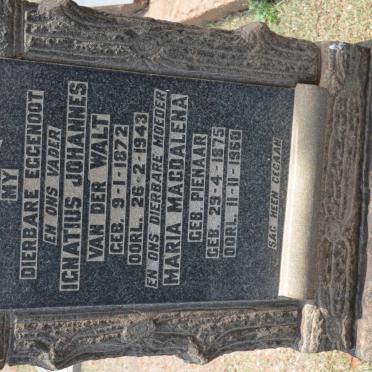 MY
DIERBARE EGGENOOT
EN ONS VADER
IGNATIUS JOHANNES
VAN DER WALT
GEB. 9-1-1872
OORL. 26-2-1943
EN ONS DIERBARE MOEDER
MARIA MAGDALENA
GEB. PIENAAR
GEB. 29-4-1875
OORL. 11-11-1960
SAG HEEN GEGAAN